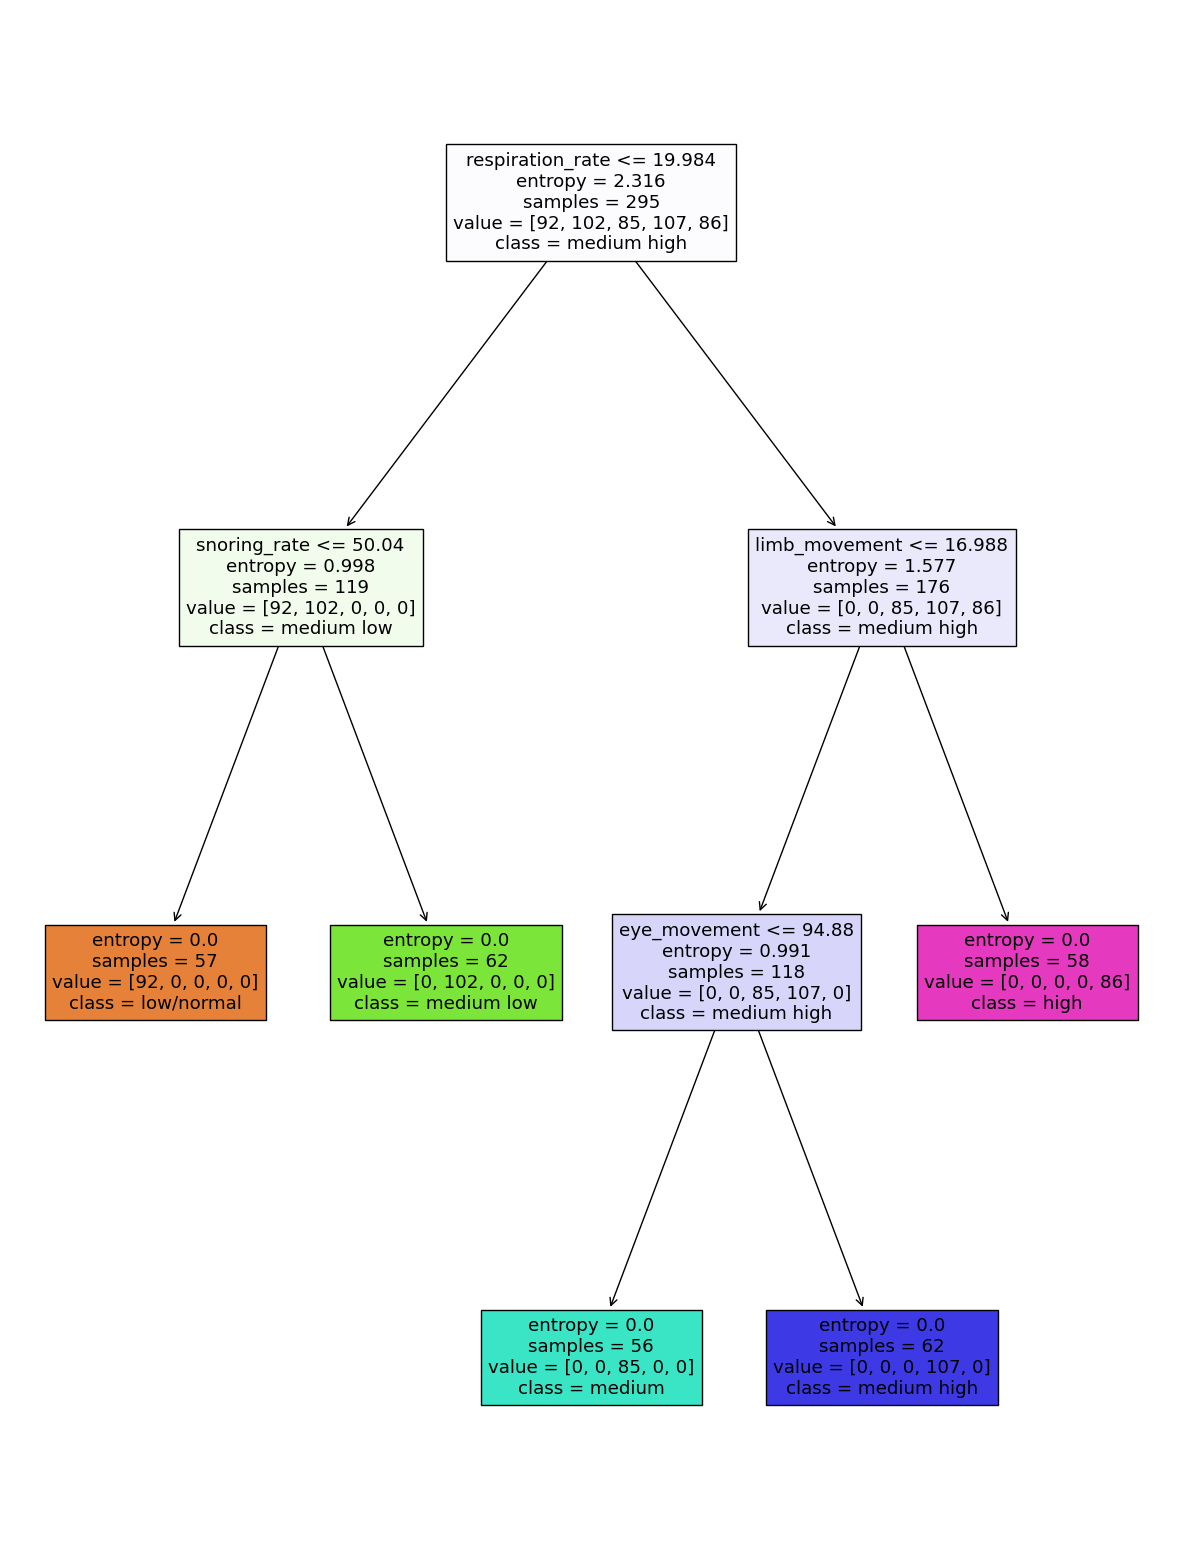 respiration_rate <= 19.984
entropy = 2.316
samples = 295
value = [92, 102, 85, 107, 86]
class = medium high
snoring_rate <= 50.04
entropy = 0.998
samples = 119
value = [92, 102, 0, 0, 0]
class = medium low
limb_movement <= 16.988
entropy = 1.577
samples = 176
value = [0, 0, 85, 107, 86]
class = medium high
entropy = 0.0
samples = 57
value = [92, 0, 0, 0, 0]
class = low/normal
entropy = 0.0
samples = 62
value = [0, 102, 0, 0, 0]
class = medium low
eye_movement <= 94.88
entropy = 0.991
samples = 118
value = [0, 0, 85, 107, 0]
class = medium high
entropy = 0.0
samples = 58
value = [0, 0, 0, 0, 86]
class = high
entropy = 0.0
samples = 56
value = [0, 0, 85, 0, 0]
class = medium
entropy = 0.0
samples = 62
value = [0, 0, 0, 107, 0]
class = medium high